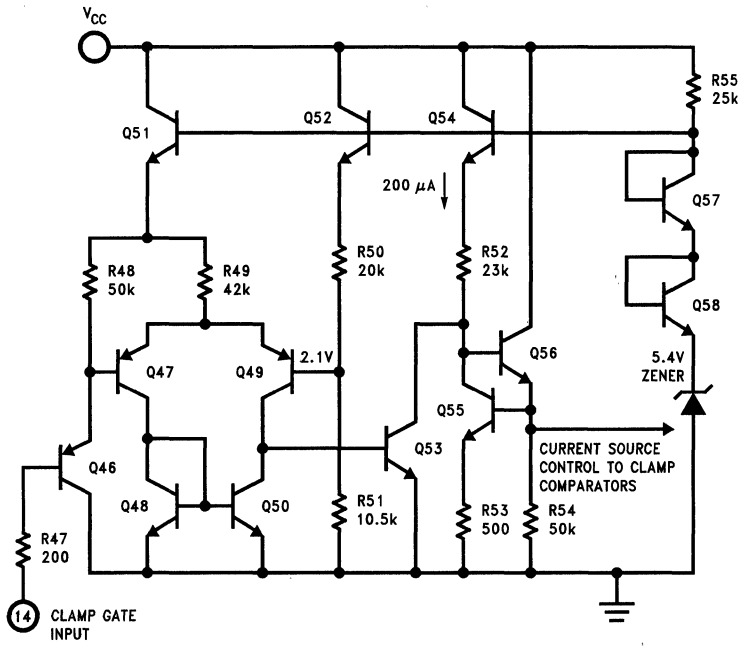 VCC
R55
25k
Q51
Q52
Q54
200 μA
Q57
R48
50k
R49
42k
R50
20k
R52
23k
Q58
2.1V
Q47
Q49
Q56
5.4V
ZENER
Q55
Q46
Q48
Q50
Q53
CURRENT SOURCE
CONTROL TO CLAMP
COMPARATORS
R51
10.5k
R53
500
R54
50k
R47
200
14
CLAMP GATE
INPUT